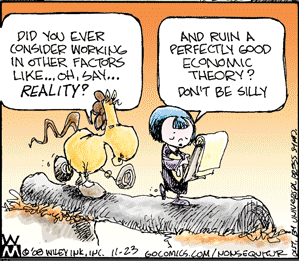 DID YOU EVER
CONSIDER WORKING
IN OTHER FACTORS
LIKE...OH, SAY...
REALITY?
AND RUIN A
PERFECTLY GOOD
ECONOMIC
THEORY?
DON'T BE SILLY
©'08 WILEY INK, INC. 11-23 GOCOMICS.COM/NONSEQUITUR